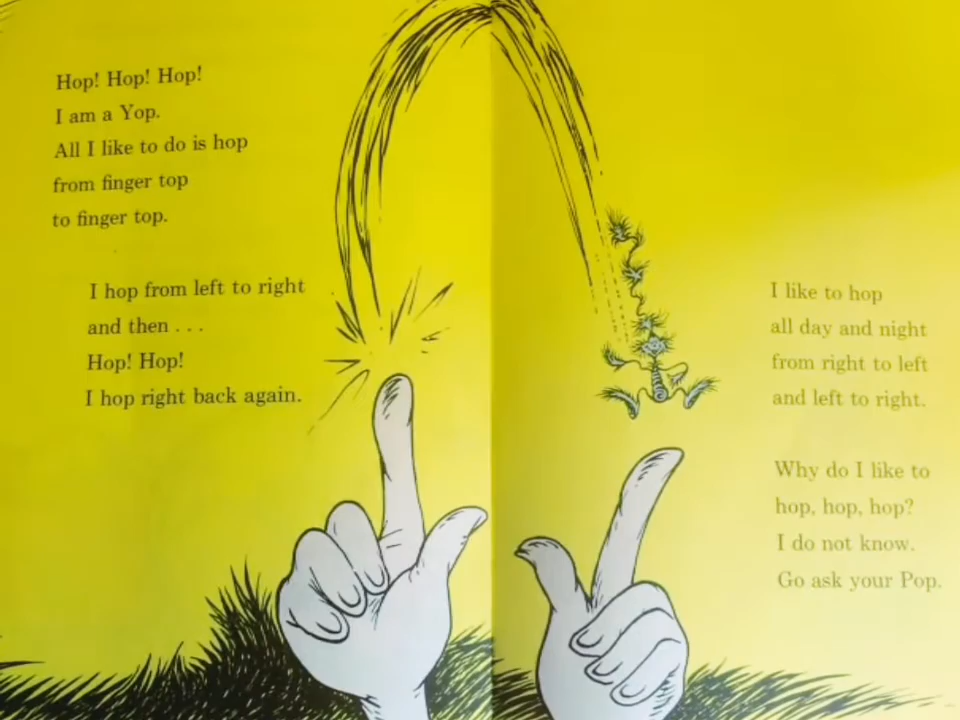 Hop! Hop! Hop!
I am a Yop.
All I like to do is hop
from finger top
to finger top.
I hop from left to right
and then . . .
Hop! Hop!
I hop right back again.
I like to hop
all day and night
from right to left
and left to right.
Why do I like to
hop, hop, hop?
I do not know.
Go ask your Pop.